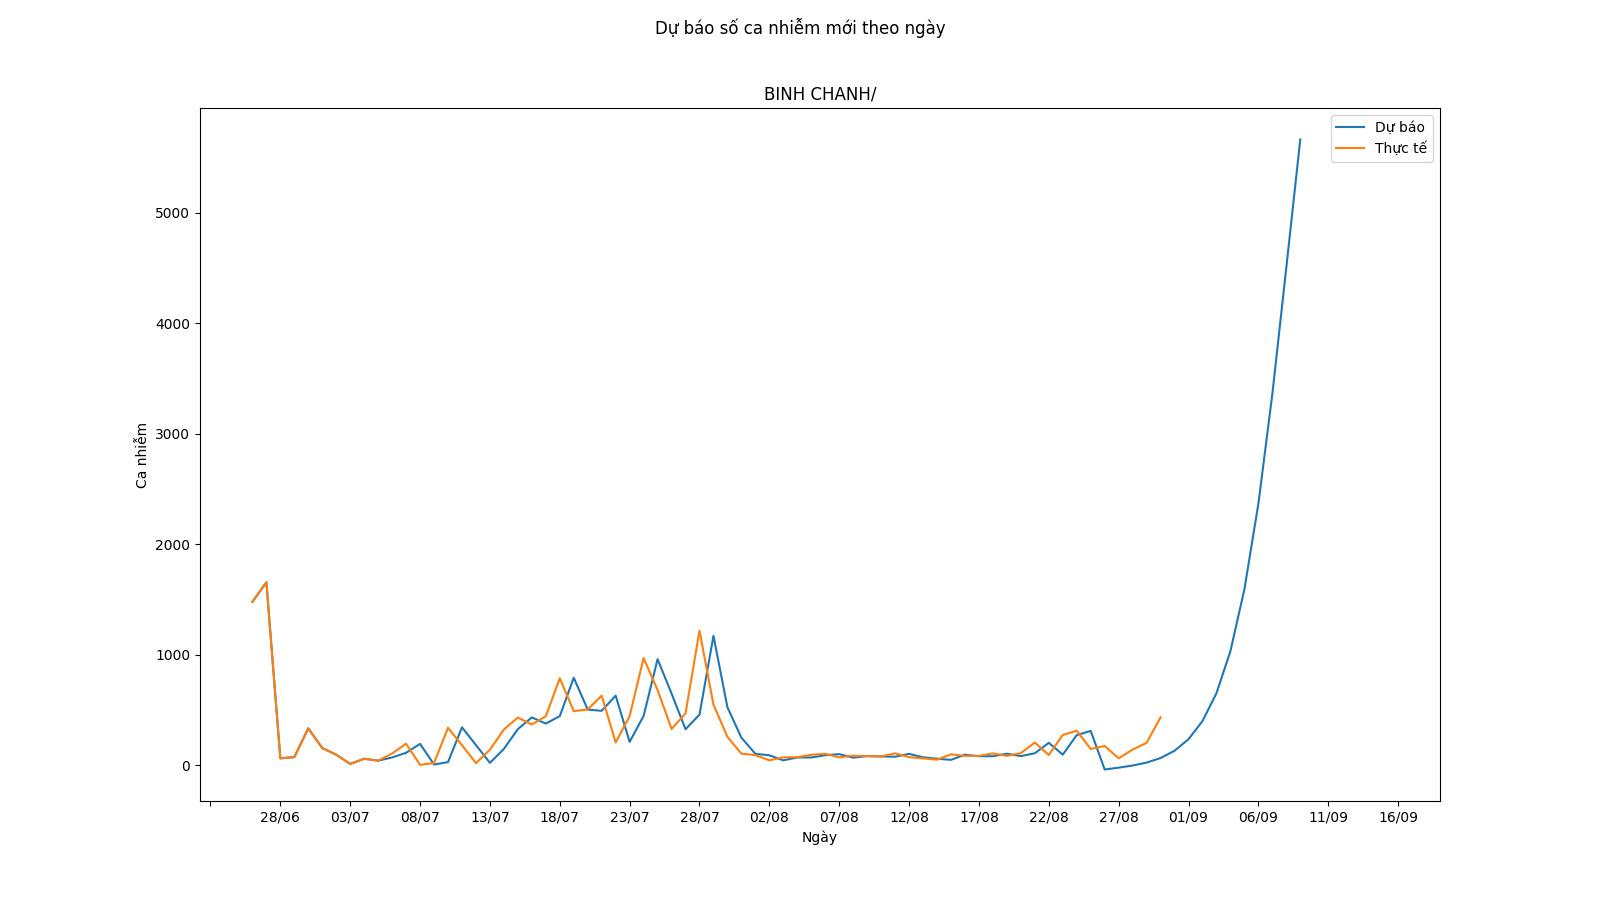 Dự báo số ca nhiễm mới theo ngày
BINH CHANH/
Dự báo
Thực tế
5000
4000
3000
2000
1000
0
Ca nhiễm
28/06 03/07 08/07 13/07 18/07 23/07 28/07 02/08 07/08 12/08 17/08 22/08 27/08 01/09 06/09 11/09 16/09
Ngày